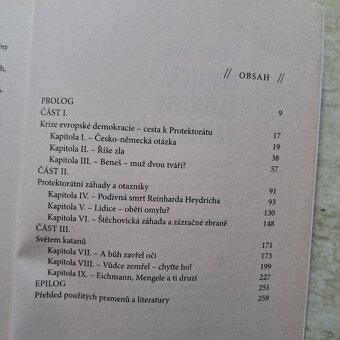 // OBSAH //
PROLOG 9
ČÁST I.
Krize evropské demokracie – cesta k Protektorátu 17
Kapitola I. – Česko-německá otázka 19
Kapitola II. – Říše zla 38
Kapitola III. – Beneš – muž dvou tváří? 57
ČÁST II.
Protektorátní záhady a otazníky 91
Kapitola IV. – Podivná smrt Reinharda Heydricha 93
Kapitola V. – Lidice – oběti omylu? 130
Kapitola VI. – Štěchovická záhada a zázračné zbraně 148
ČÁST III.
Světem katanů 171
Kapitola VII. – A bůh zavřel oči 173
Kapitola VIII. – Vůdce zemřel – chyťte ho! 199
Kapitola IX. – Eichmann, Mengele a ti druzí 227
EPILOG 251
Přehled použitých pramenů a literatury 259